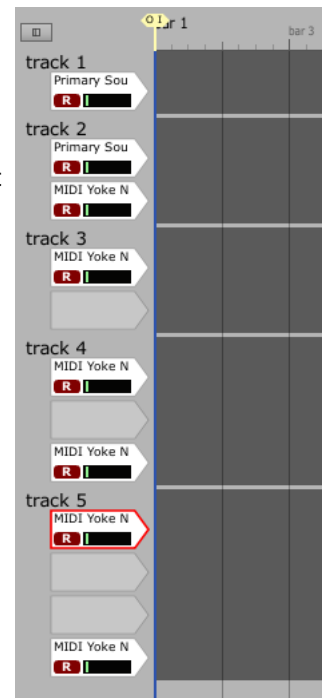 O I
bar 1
bar 3
track 1
Primary Sou
R
track 2
Primary Sou
R
MIDI Yoke N
R
track 3
MIDI Yoke N
R
track 4
MIDI Yoke N
R
MIDI Yoke N
R
track 5
MIDI Yoke N
R
MIDI Yoke N
R